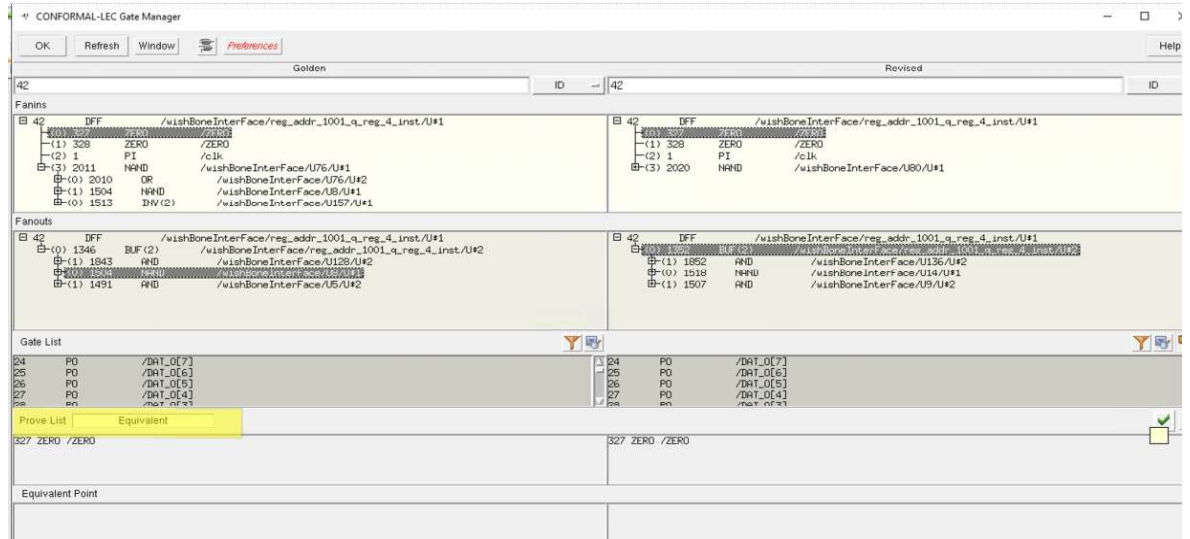 CONFORMAL-LEC Gate Manager
OK Refresh Window Preferences Help
Golden Revised
42 ID 42 ID
Fanins
42 DFF /wishBoneInterFace/reg_addr_1001_q_reg_4_inst/U#1
(0) 327 ZERO /ZERO
(1) 328 ZERO /ZERO
(2) 1 PI /clk
(3) 2011 NAND /wishBoneInterFace/U76/U#1
(0) 2010 OR /wishBoneInterFace/U76/U#2
(1) 1504 NAND /wishBoneInterFace/U8/U#1
(0) 1513 INV(2) /wishBoneInterFace/U157/U#1
42 DFF /wishBoneInterFace/reg_addr_1001_q_reg_4_inst/U#1
(0) 327 ZERO /ZERO
(1) 328 ZERO /ZERO
(2) 1 PI /clk
(3) 2020 NAND /wishBoneInterFace/U80/U#1
Fanouts
42 DFF /wishBoneInterFace/reg_addr_1001_q_reg_4_inst/U#1
(0) 1346 BUF(2) /wishBoneInterFace/reg_addr_1001_q_reg_4_inst/U#2
(1) 1843 AND /wishBoneInterFace/U128/U#2
(0) 1504 NAND /wishBoneInterFace/U8/U#1
(1) 1491 AND /wishBoneInterFace/U5/U#2
42 DFF /wishBoneInterFace/reg_addr_1001_q_reg_4_inst/U#1
(0) 1352 BUF(2) /wishBoneInterFace/reg_addr_1001_q_reg_4_inst/U#2
(1) 1852 AND /wishBoneInterFace/U136/U#2
(0) 1518 NAND /wishBoneInterFace/U14/U#1
(1) 1507 AND /wishBoneInterFace/U9/U#2
Gate List
24 PO /DAT_O[7]
25 PO /DAT_O[6]
26 PO /DAT_O[5]
27 PO /DAT_O[4]
28 PO /DAT_O[3]
24 PO /DAT_O[7]
25 PO /DAT_O[6]
26 PO /DAT_O[5]
27 PO /DAT_O[4]
28 PO /DAT_O[3]
Prove List Equivalent
327 ZERO /ZERO 327 ZERO /ZERO
Equivalent Point